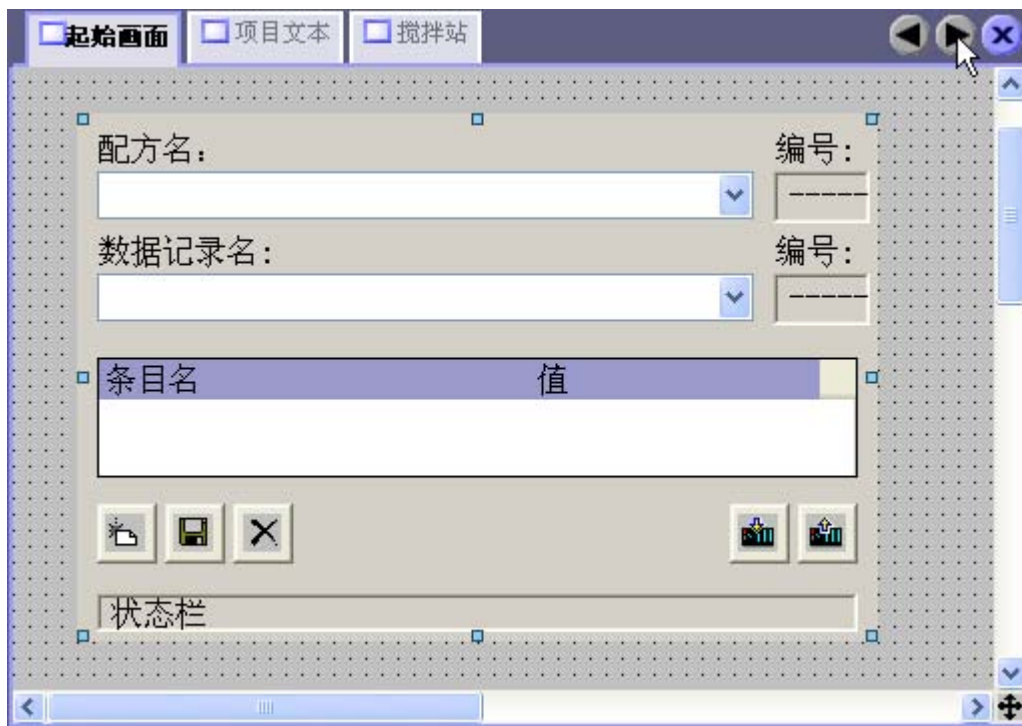 起始画面 项目文本 搅拌站
配方名： 编号:
-----
数据记录名: 编号:
-----
条目名 值
状态栏